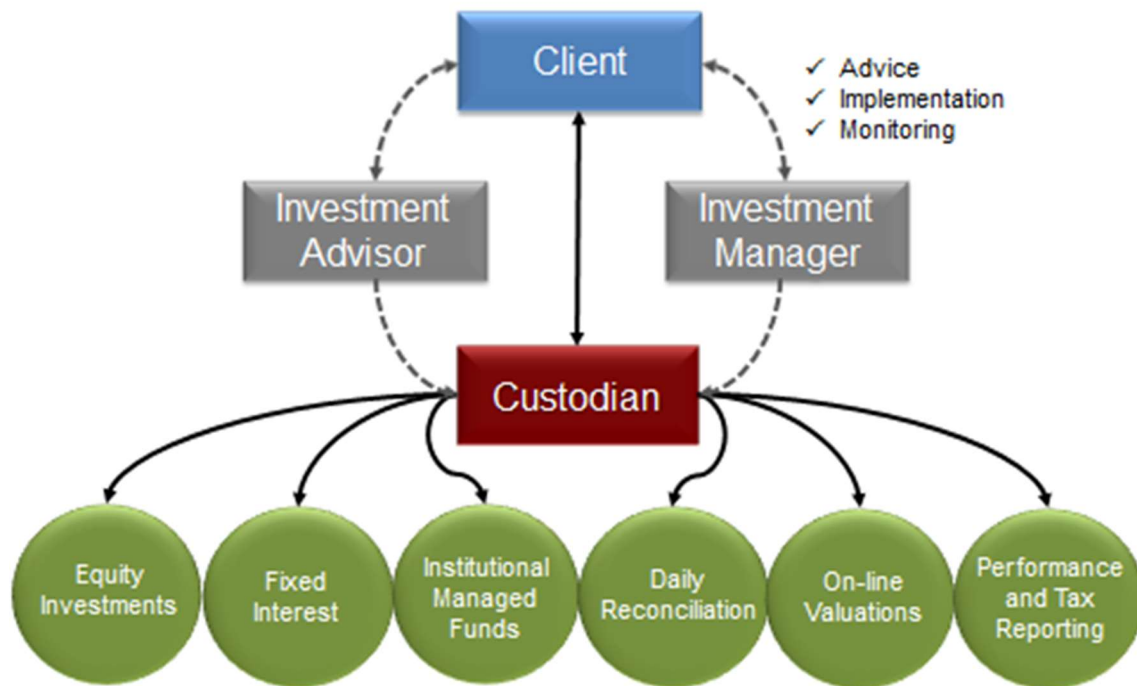 Client
✓ Advice
✓ Implementation
✓ Monitoring
Investment
Advisor
Investment
Manager
Custodian
Equity
Investments
Fixed
Interest
Institutional
Managed
Funds
Daily
Reconciliation
On-line
Valuations
Performance
and Tax
Reporting